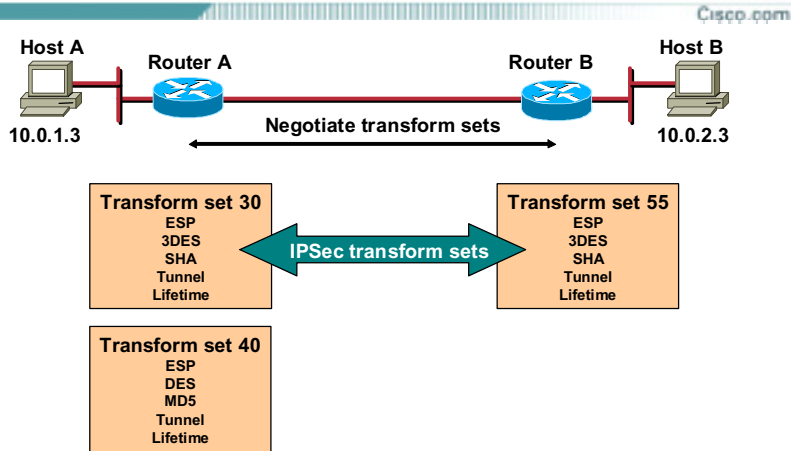 Cisco.com
Host A
Router A
Router B
Host B
Negotiate transform sets
10.0.1.3
10.0.2.3
Transform set 30
ESP
3DES
SHA
Tunnel
Lifetime
IPSec transform sets
Transform set 55
ESP
3DES
SHA
Tunnel
Lifetime
Transform set 40
ESP
DES
MD5
Tunnel
Lifetime